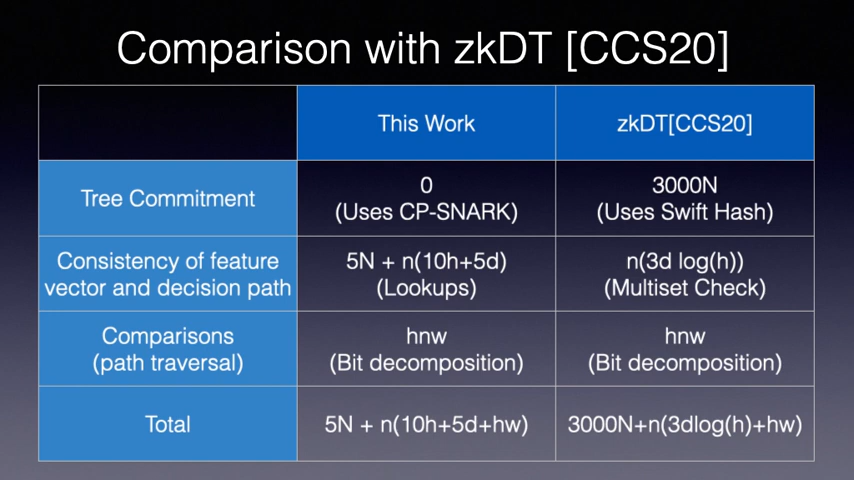 Comparison with zkDT [CCS20]
This Work
zkDT[CCS20]
Tree Commitment
0
(Uses CP-SNARK)
3000N
(Uses Swift Hash)
Consistency of feature
vector and decision path
5N + n(10h+5d)
(Lookups)
n(3d log(h))
(Multiset Check)
Comparisons
(path traversal)
hnw
(Bit decomposition)
hnw
(Bit decomposition)
Total
5N + n(10h+5d+hw)
3000N+n(3dlog(h)+hw)